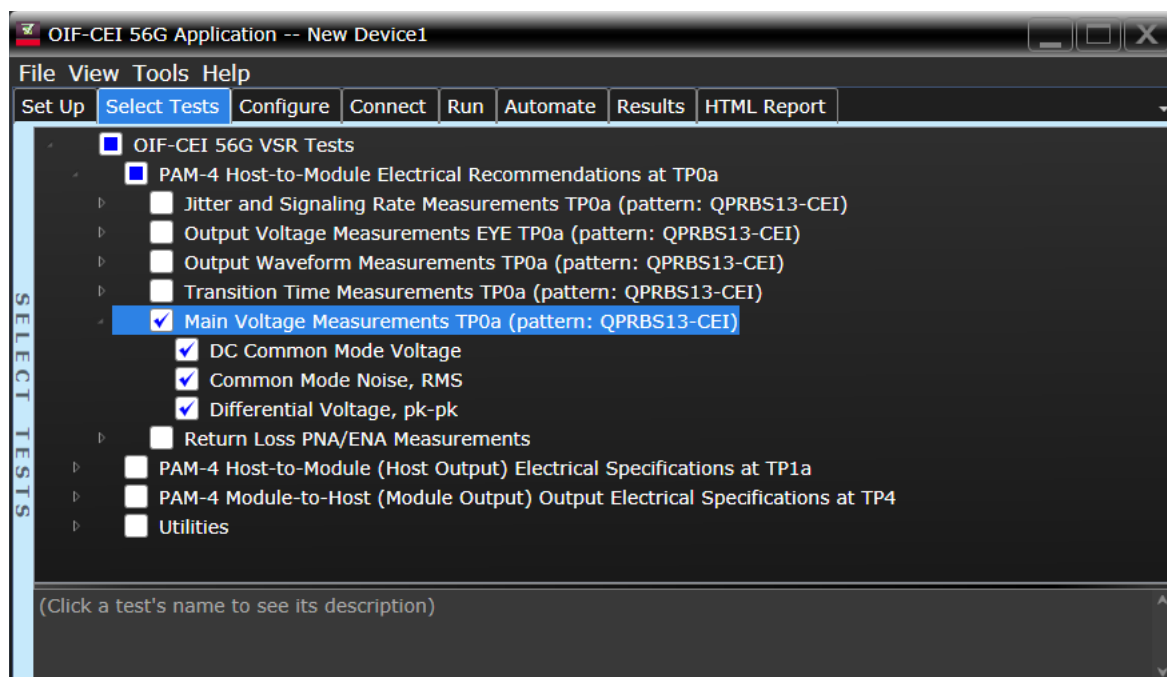 OIF-CEI 56G Application -- New Device1
File View Tools Help
Set Up Select Tests Configure Connect Run Automate Results HTML Report
SELECT TESTS
OIF-CEI 56G VSR Tests
PAM-4 Host-to-Module Electrical Recommendations at TP0a
Jitter and Signaling Rate Measurements TP0a (pattern: QPRBS13-CEI)
Output Voltage Measurements EYE TP0a (pattern: QPRBS13-CEI)
Output Waveform Measurements TP0a (pattern: QPRBS13-CEI)
Transition Time Measurements TP0a (pattern: QPRBS13-CEI)
Main Voltage Measurements TP0a (pattern: QPRBS13-CEI)
DC Common Mode Voltage
Common Mode Noise, RMS
Differential Voltage, pk-pk
Return Loss PNA/ENA Measurements
PAM-4 Host-to-Module (Host Output) Electrical Specifications at TP1a
PAM-4 Module-to-Host (Module Output) Output Electrical Specifications at TP4
Utilities
(Click a test's name to see its description)